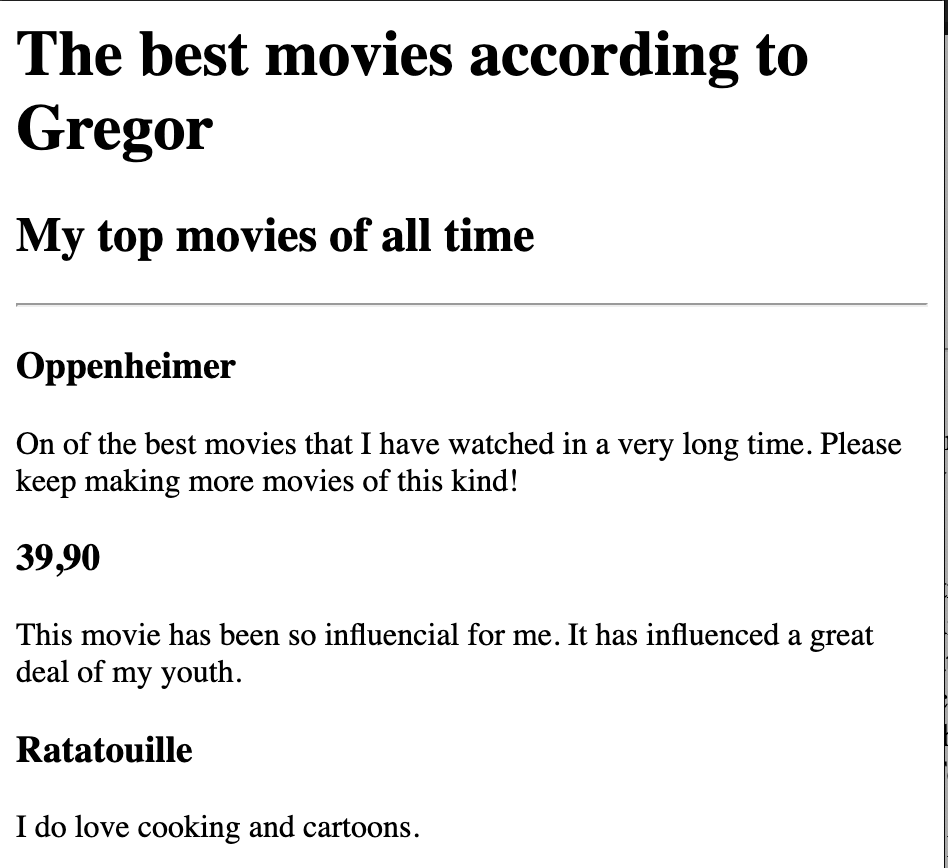 The best movies according to
Gregor
My top movies of all time
Oppenheimer
On of the best movies that I have watched in a very long time. Please
keep making more movies of this kind!
39,90
This movie has been so influencial for me. It has influenced a great
deal of my youth.
Ratatouille
I do love cooking and cartoons.